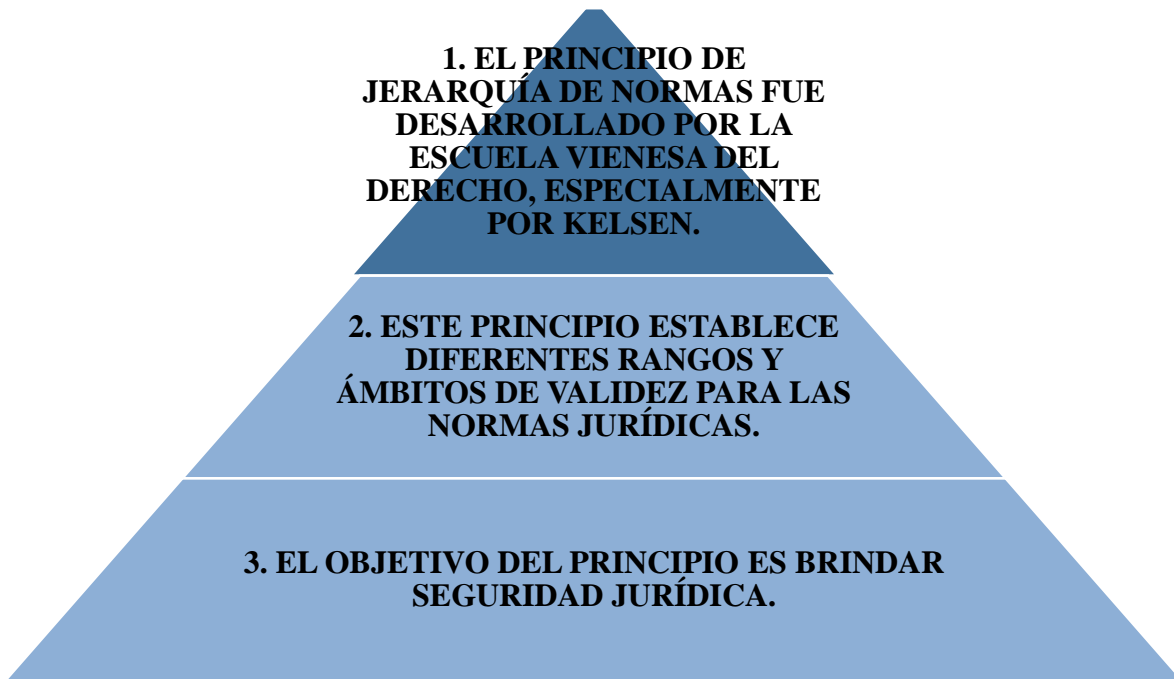 1. EL PRINCIPIO DE
JERARQUÍA DE NORMAS FUE
DESARROLLADO POR LA
ESCUELA VIENESA DEL
DERECHO, ESPECIALMENTE
POR KELSEN.
2. ESTE PRINCIPIO ESTABLECE
DIFERENTES RANGOS Y
ÁMBITOS DE VALIDEZ PARA LAS
NORMAS JURÍDICAS.
3. EL OBJETIVO DEL PRINCIPIO ES BRINDAR
SEGURIDAD JURÍDICA.